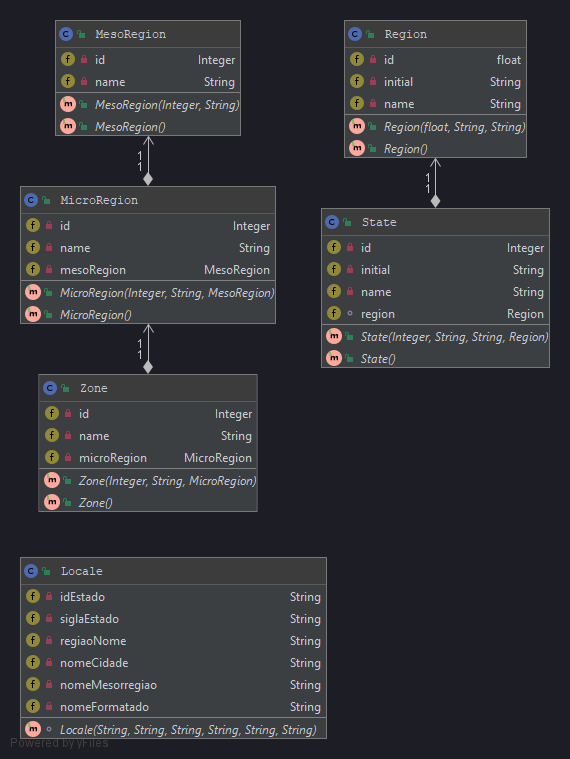 C MesoRegion
f id Integer
f name String
m MesoRegion(Integer, String)
m MesoRegion()
1
1
C MicroRegion
f id Integer
f name String
f mesoRegion MesoRegion
m MicroRegion(Integer, String, MesoRegion)
m MicroRegion()
1
1
C Zone
f id Integer
f name String
f microRegion MicroRegion
m Zone(Integer, String, MicroRegion)
m Zone()
C Region
f id float
f initial String
f name String
m Region(float, String, String)
m Region()
1
1
C State
f id Integer
f initial String
f name String
f region Region
m State(Integer, String, String, Region)
m State()
C Locale
f idEstado String
f siglaEstado String
f regiaoNome String
f nomeCidade String
f nomeMesorregiao String
f nomeFormatado String
m Locale(String, String, String, String, String, String)
Powered by yFiles